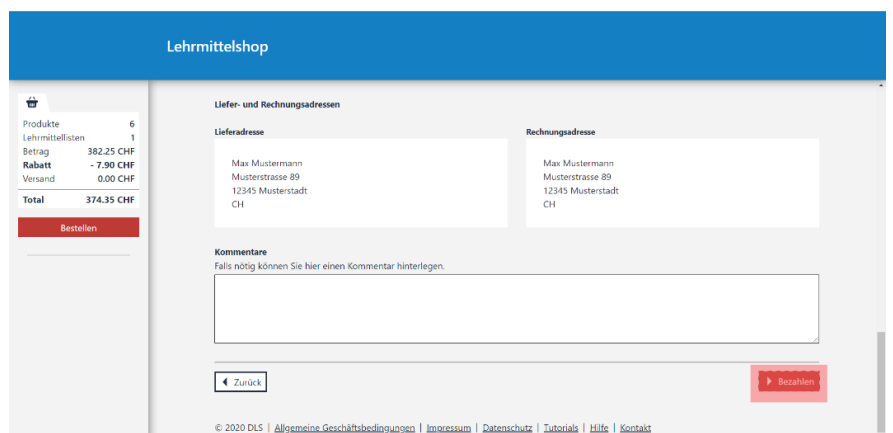 Lehrmittelshop
Produkte 6
Lehrmittellisten 1
Betrag 382.25 CHF
Rabatt - 7.90 CHF
Versand 0.00 CHF
Total 374.35 CHF
Bestellen
Liefer- und Rechnungsadressen
Lieferadresse
Max Mustermann
Musterstrasse 89
12345 Musterstadt
CH
Rechnungsadresse
Max Mustermann
Musterstrasse 89
12345 Musterstadt
CH
Kommentare
Falls nötig können Sie hier einen Kommentar hinterlegen.
Zurück
Bezahlen
© 2020 DLS | Allgemeine Geschäftsbedingungen | Impressum | Datenschutz | Tutorials | Hilfe | Kontakt